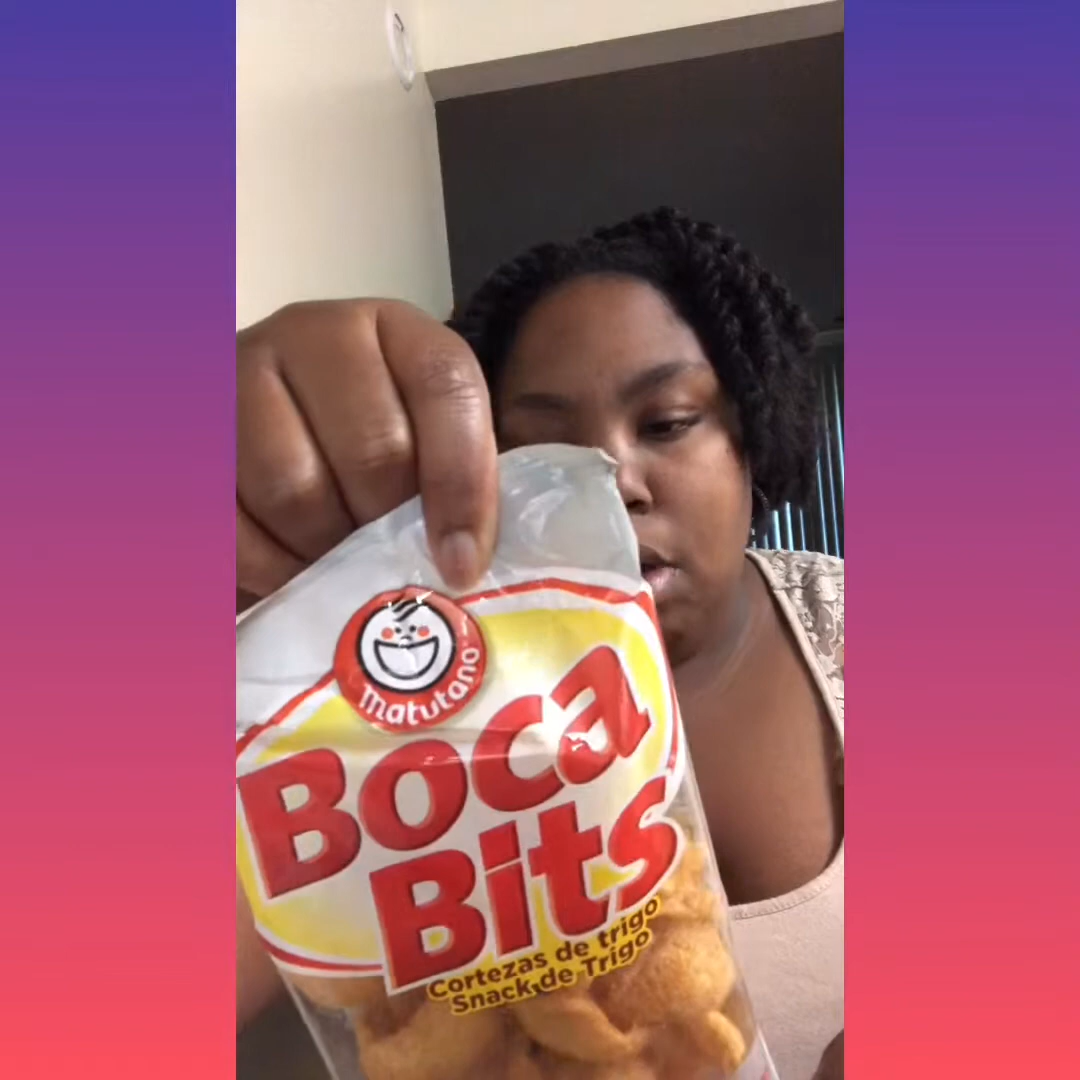 matutano
Boca
Bits
Cortezas de trigo
Snack de Trigo